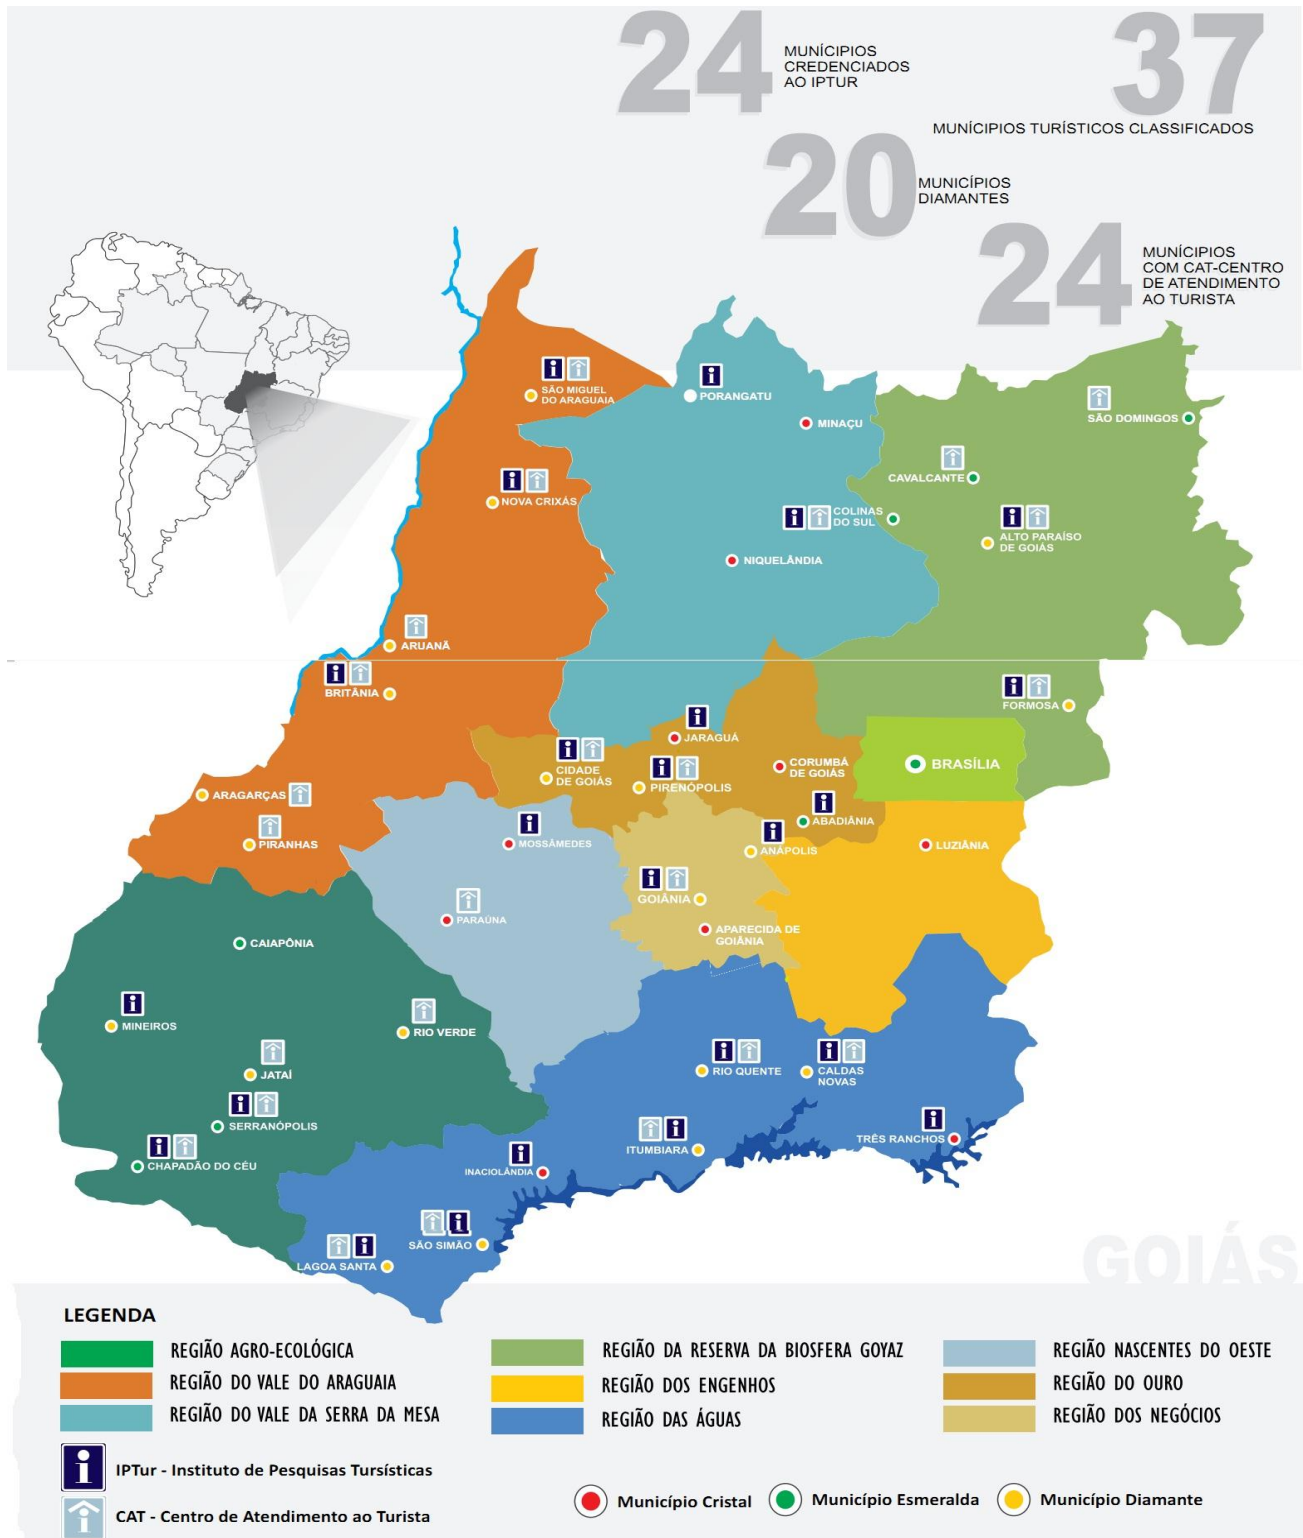 24
MUNÍCIPIOS
CREDENCIADOS
AO IPTUR
37
MUNÍCIPIOS TURÍSTICOS CLASSIFICADOS
20
MUNICÍPIOS
DIAMANTES
24
MUNÍCIPIOS
COM CAT-CENTRO
DE ATENDIMENTO
AO TURISTA
SÃO MIGUEL
DO ARAGUAIA
PORANGATU
MINAÇU
SÃO DOMINGOS
CAVALCANTE
NOVA CRIXÁS
COLINAS
DO SUL
ALTO PARAÍSO
DE GOIÁS
NIQUELÂNDIA
ARUANÃ
BRITÂNIA
FORMOSA
JARAGUÁ
CIDADE
DE GOIÁS
CORUMBÁ
DE GOIÁS
BRASÍLIA
PIRENÓPOLIS
ARAGARÇAS
ABADIÂNIA
PIRANHAS
MOSSÂMEDES
ANÁPOLIS
LUZIÂNIA
GOIÂNIA
PARAÚNA
APARECIDA DE
GOIÂNIA
CAIAPÔNIA
MINEIROS
RIO VERDE
JATAÍ
RIO QUENTE
CALDAS
NOVAS
SERRANÓPOLIS
TRÊS RANCHOS
ITUMBIARA
CHAPADÃO DO CÉU
INACIOLÂNDIA
SÃO SIMÃO
LAGOA SANTA
GOIÁS
LEGENDA
REGIÃO AGRO-ECOLÓGICA
REGIÃO DO VALE DO ARAGUAIA
REGIÃO DO VALE DA SERRA DA MESA
REGIÃO DA RESERVA DA BIOSFERA GOYAZ
REGIÃO DOS ENGENHOS
REGIÃO DAS ÁGUAS
REGIÃO NASCENTES DO OESTE
REGIÃO DO OURO
REGIÃO DOS NEGÓCIOS
IPTur - Instituto de Pesquisas Tursísticas
CAT - Centro de Atendimento ao Turista
Município Cristal
Município Esmeralda
Município Diamante